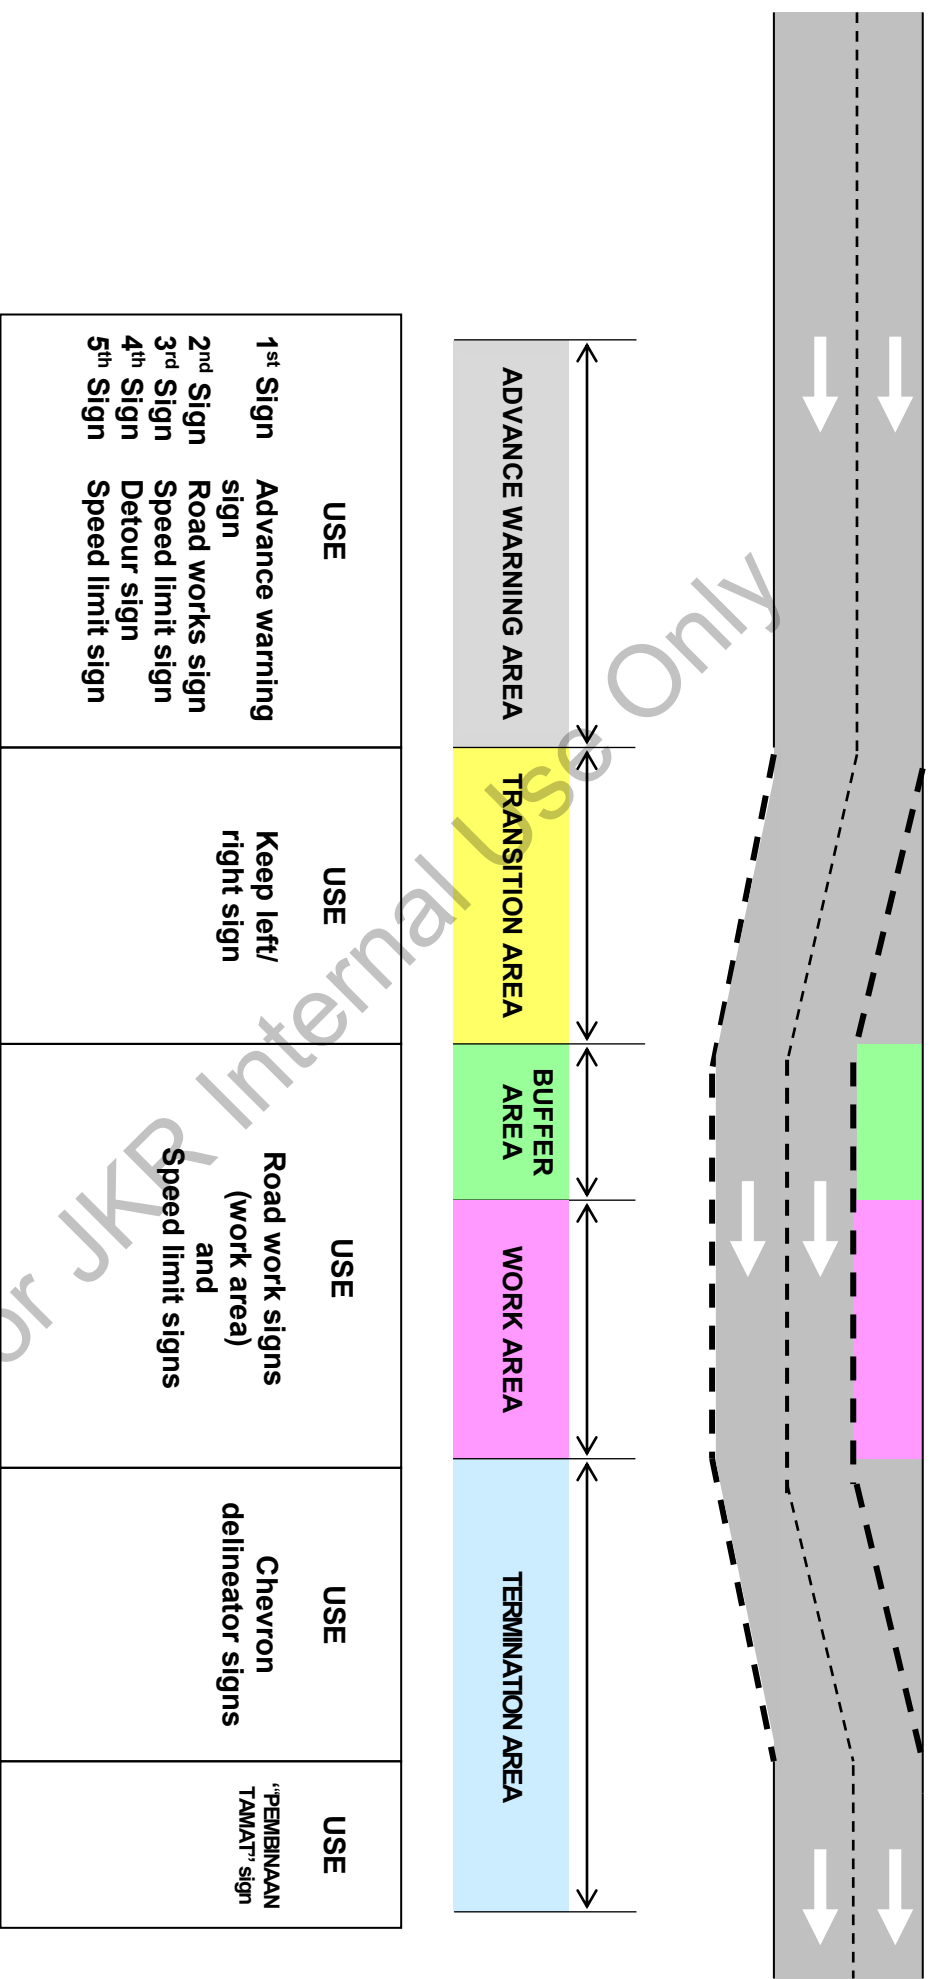 ADVANCE WARNING AREA
TRANSITION AREA
BUFFER
AREA
WORK AREA
TERMINATION AREA
USE
1st Sign Advance warning
sign
2nd Sign Road works sign
3rd Sign Speed limit sign
4th Sign Detour sign
5th Sign Speed limit sign
USE
Keep left/
right sign
USE
Road work signs
(work area)
and
Speed limit signs
USE
Chevron
delineator signs
USE
“PEMBINAAN
TAMAT” sign
or JKR Internal Use Only